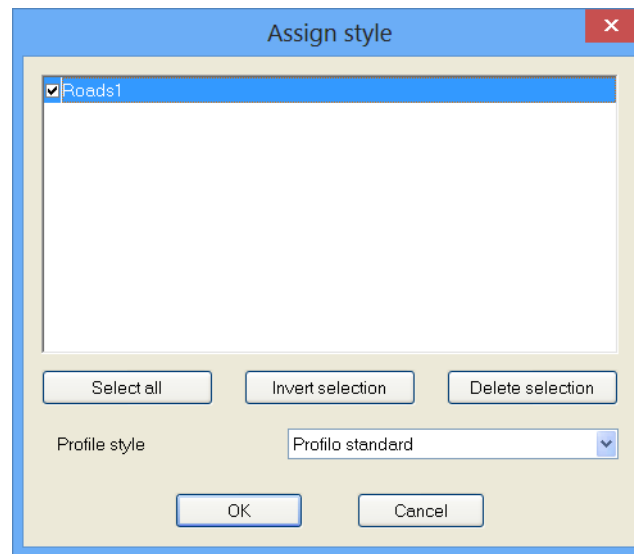 Assign style
Roads1
Select all Invert selection Delete selection
Profile style Profilo standard
OK Cancel